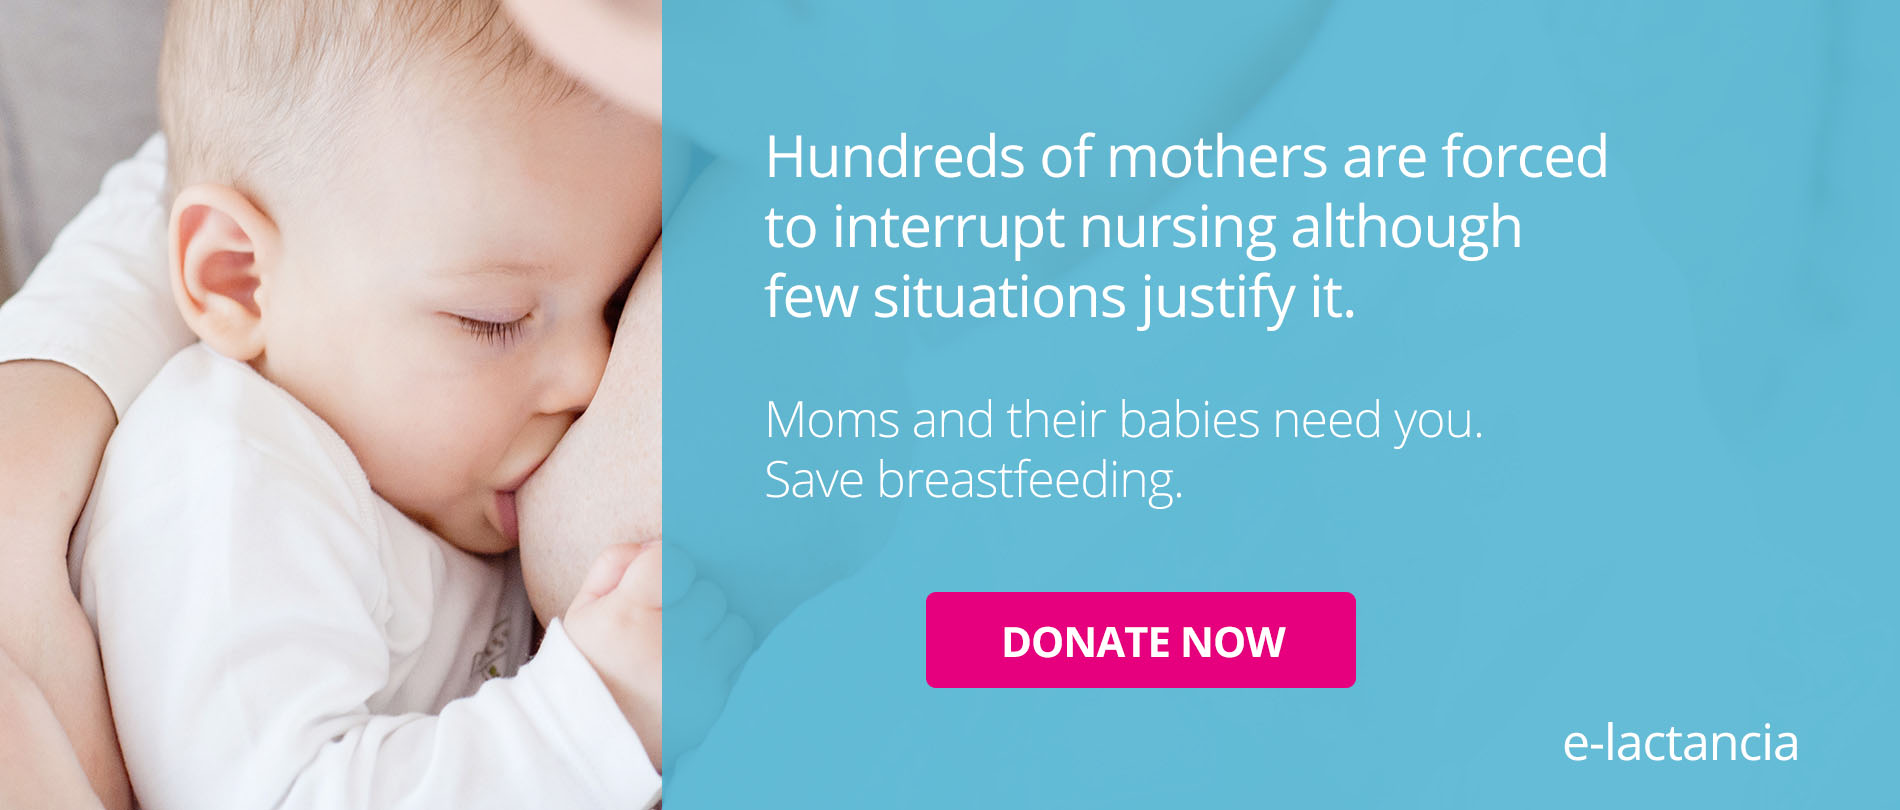 Hundreds of mothers are forced
to interrupt nursing although
few situations justify it.
Moms and their babies need you.
Save breastfeeding.
DONATE NOW
e-lactancia